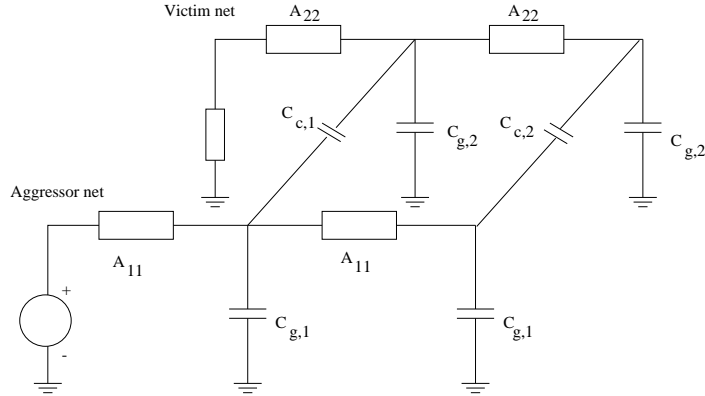 Victim net
A22
A22
Cc,1
Cg,2
Cc,2
Cg,2
Aggressor net
A11
A11
+
-
Cg,1
Cg,1